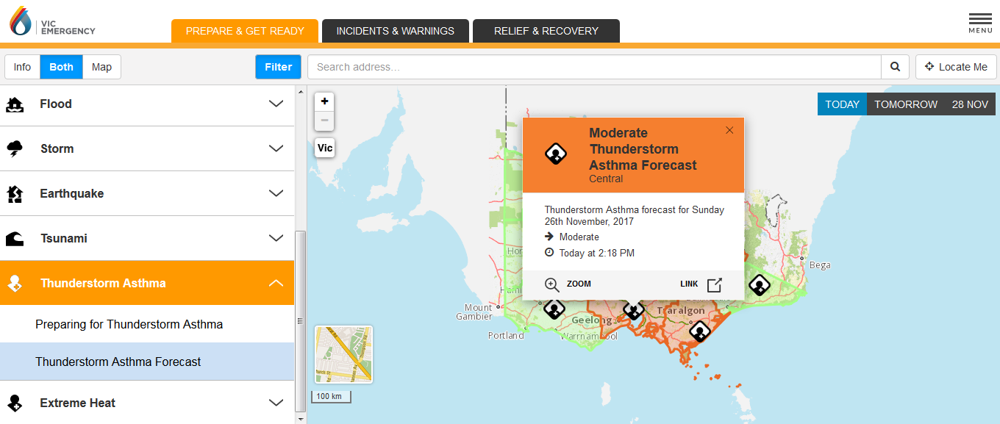 VIC
EMERGENCY
PREPARE & GET READY
INCIDENTS & WARNINGS
RELIEF & RECOVERY
MENU
Info
Both
Map
Filter
Search address...
Locate Me
Flood
Storm
Earthquake
Tsunami
Thunderstorm Asthma
Preparing for Thunderstorm Asthma
Thunderstorm Asthma Forecast
Extreme Heat
+
−
Vic
TODAY
TOMORROW
28 NOV
Moderate
Thunderstorm
Asthma Forecast
Central
Thunderstorm Asthma forecast for Sunday
26th November, 2017
Moderate
Today at 2:18 PM
ZOOM
LINK
Bega
Mount
Gambier
Geelong
Traralgon
Portland
Warrnambool
100 km